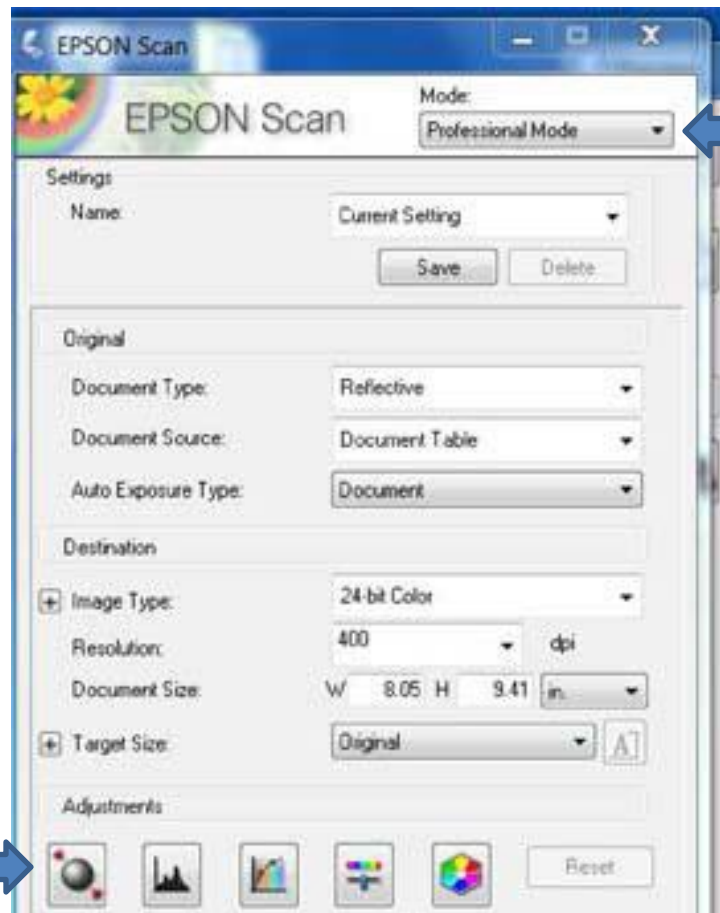 EPSON Scan
EPSON Scan
Mode:
Professional Mode
Settings
Name: Current Setting
Save Delete
Original
Document Type: Reflective
Document Source: Document Table
Auto Exposure Type: Document
Destination
+ Image Type: 24-bit Color
Resolution: 400 dpi
Document Size: W 8.05 H 9.41 in.
+ Target Size: Original A
Adjustments
Reset